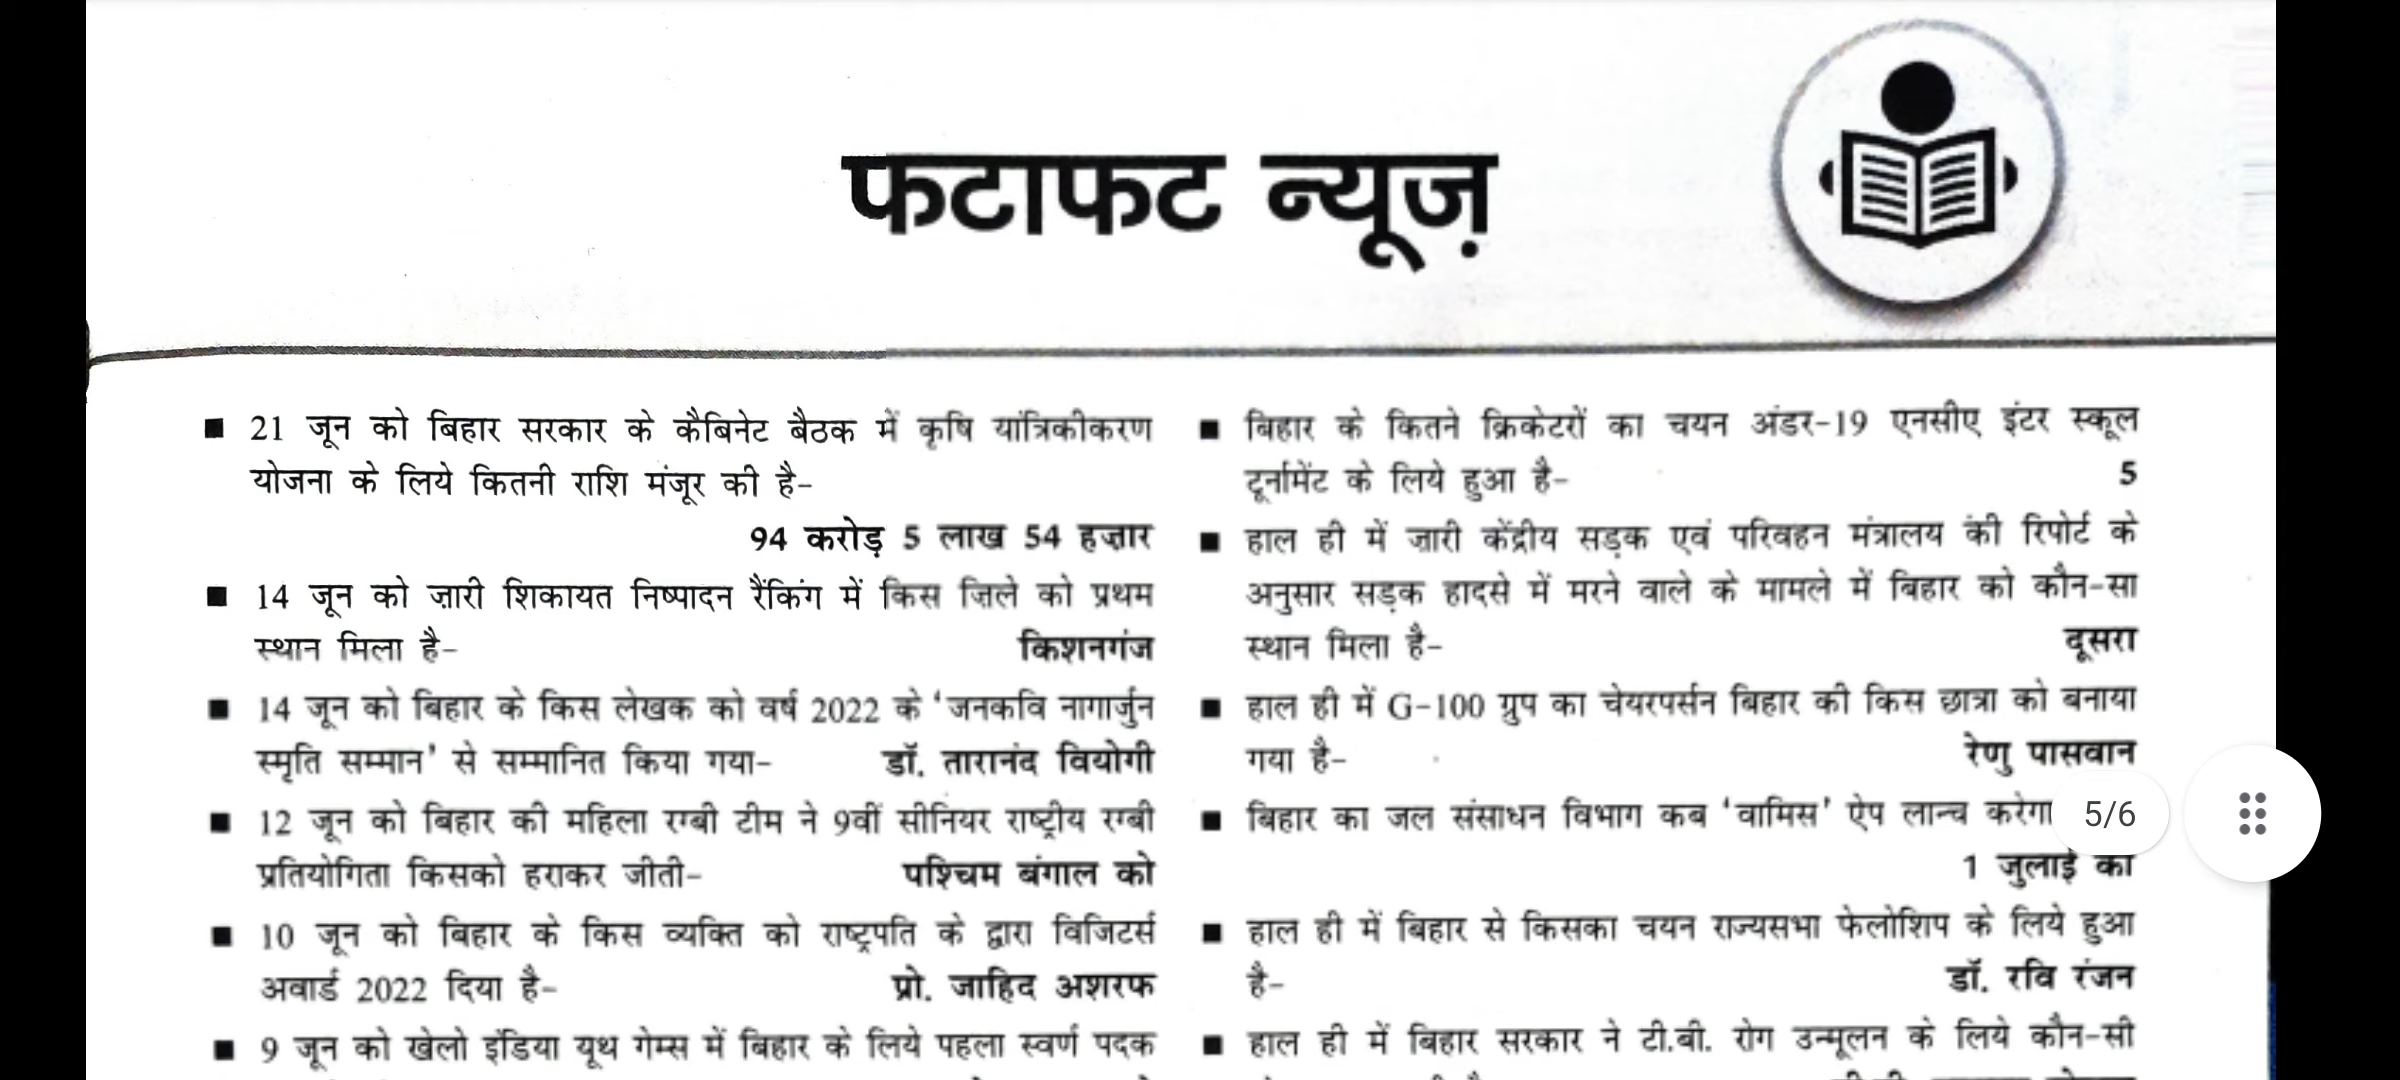 फटाफट न्यूज़
■ 21 जून को बिहार सरकार के कैबिनेट बैठक में कृषि यांत्रिकीकरण
योजना के लिये कितनी राशि मंजूर की है–
94 करोड़ 5 लाख 54 हज़ार
■ 14 जून को ज़ारी शिकायत निष्पादन रैंकिंग में किस ज़िले को प्रथम
स्थान मिला है– किशनगंज
■ 14 जून को बिहार के किस लेखक को वर्ष 2022 के ‘जनकवि नागार्जुन
स्मृति सम्मान’ से सम्मानित किया गया– डॉ. तारानंद वियोगी
■ 12 जून को बिहार की महिला रग्बी टीम ने 9वीं सीनियर राष्ट्रीय रग्बी
प्रतियोगिता किसको हराकर जीती– पश्चिम बंगाल को
■ 10 जून को बिहार के किस व्यक्ति को राष्ट्रपति के द्वारा विजिटर्स
अवार्ड 2022 दिया है– प्रो. जाहिद अशरफ
■ 9 जून को खेलो इंडिया यूथ गेम्स में बिहार के लिये पहला स्वर्ण पदक
■ बिहार के कितने क्रिकेटरों का चयन अंडर-19 एनसीए इंटर स्कूल
टूर्नामेंट के लिये हुआ है– 5
■ हाल ही में ज़ारी केंद्रीय सड़क एवं परिवहन मंत्रालय की रिपोर्ट के
अनुसार सड़क हादसे में मरने वाले के मामले में बिहार को कौन-सा
स्थान मिला है– दूसरा
■ हाल ही में G-100 ग्रुप का चेयरपर्सन बिहार की किस छात्रा को बनाया
गया है– रेणु पासवान
■ बिहार का जल संसाधन विभाग कब ‘वामिस’ ऐप लान्च करेगा
5/6
1 जुलाई को
■ हाल ही में बिहार से किसका चयन राज्यसभा फेलोशिप के लिये हुआ
है– डॉ. रवि रंजन
■ हाल ही में बिहार सरकार ने टी.बी. रोग उन्मूलन के लिये कौन-सी